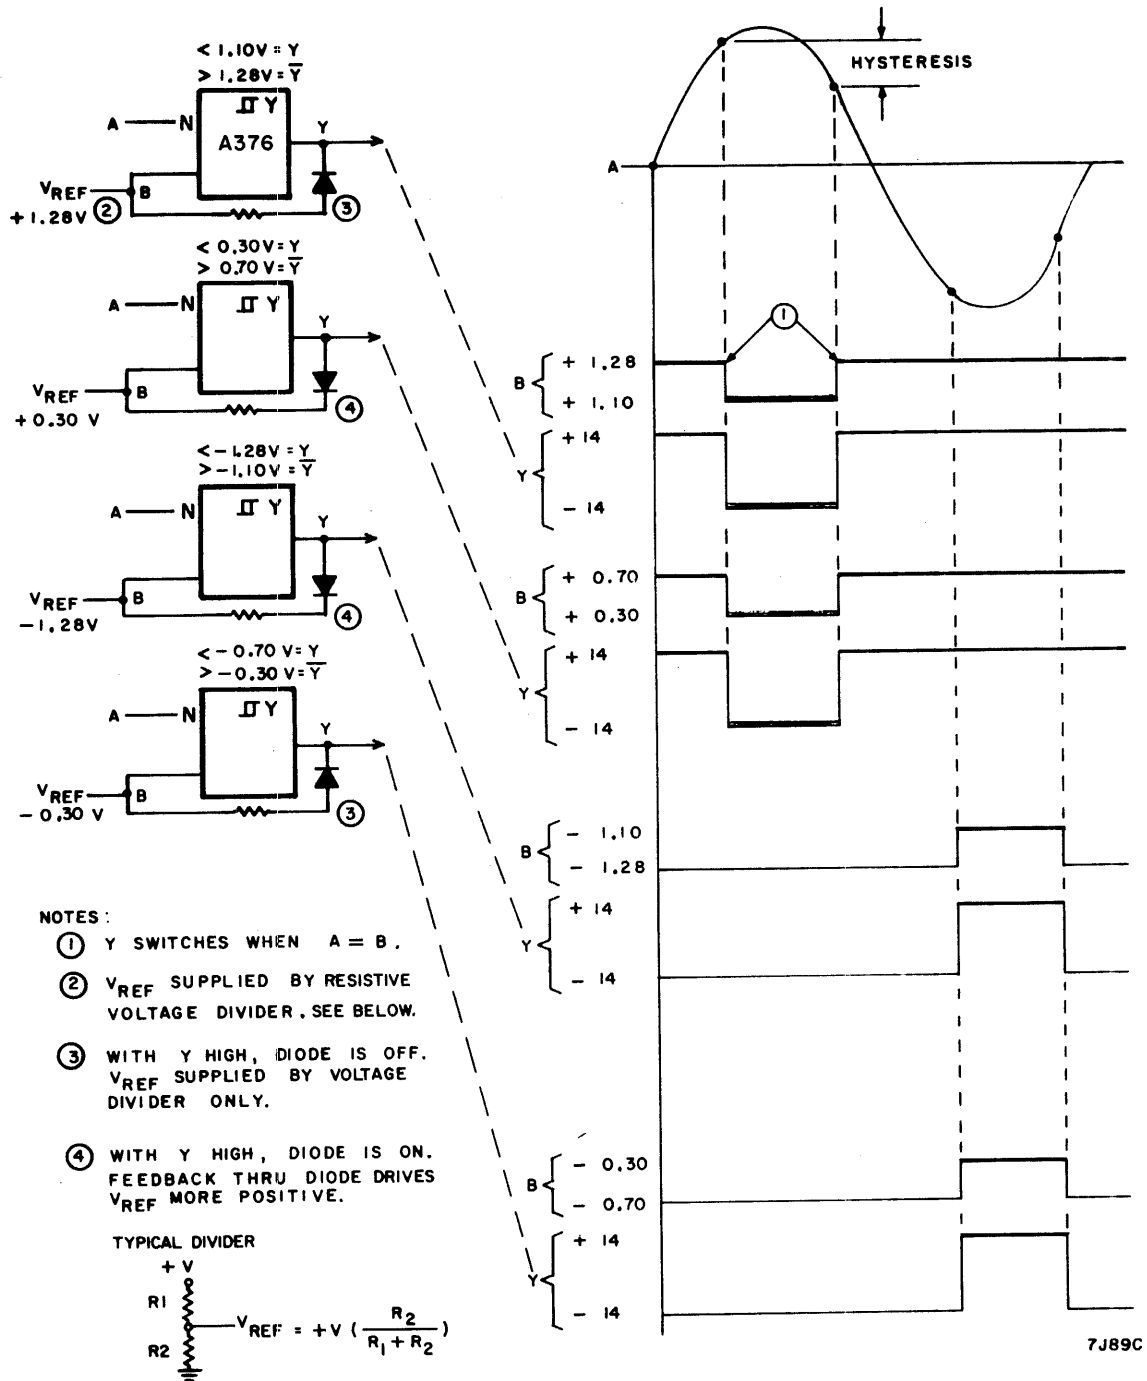 < 1.10V = Y
> 1.28V = Y̅
A N
⎎ Y
A376
Y
VREF B
+1.28V ②
③
< 0.30V = Y
> 0.70V = Y̅
A N
⎎ Y
Y
VREF B
+0.30 V
④
< -1.28V = Y
> -1.10V = Y̅
A N
⎎ Y
Y
VREF B
-1.28V
④
< -0.70 V = Y
> -0.30 V = Y̅
A N
⎎ Y
Y
VREF B
-0.30 V
③
HYSTERESIS
A
①
B { + 1.28
+ 1.10
Y { + 14
- 14
B { + 0.70
+ 0.30
Y { + 14
- 14
B { - 1.10
- 1.28
Y { + 14
- 14
B { - 0.30
- 0.70
Y { + 14
- 14
NOTES:
① Y SWITCHES WHEN A = B.
② VREF SUPPLIED BY RESISTIVE
VOLTAGE DIVIDER. SEE BELOW.
③ WITH Y HIGH, DIODE IS OFF.
VREF SUPPLIED BY VOLTAGE
DIVIDER ONLY.
④ WITH Y HIGH, DIODE IS ON.
FEEDBACK THRU DIODE DRIVES
VREF MORE POSITIVE.
TYPICAL DIVIDER
+ V
R1
VREF = +V (R2 / R1 + R2)
R2
7J89C